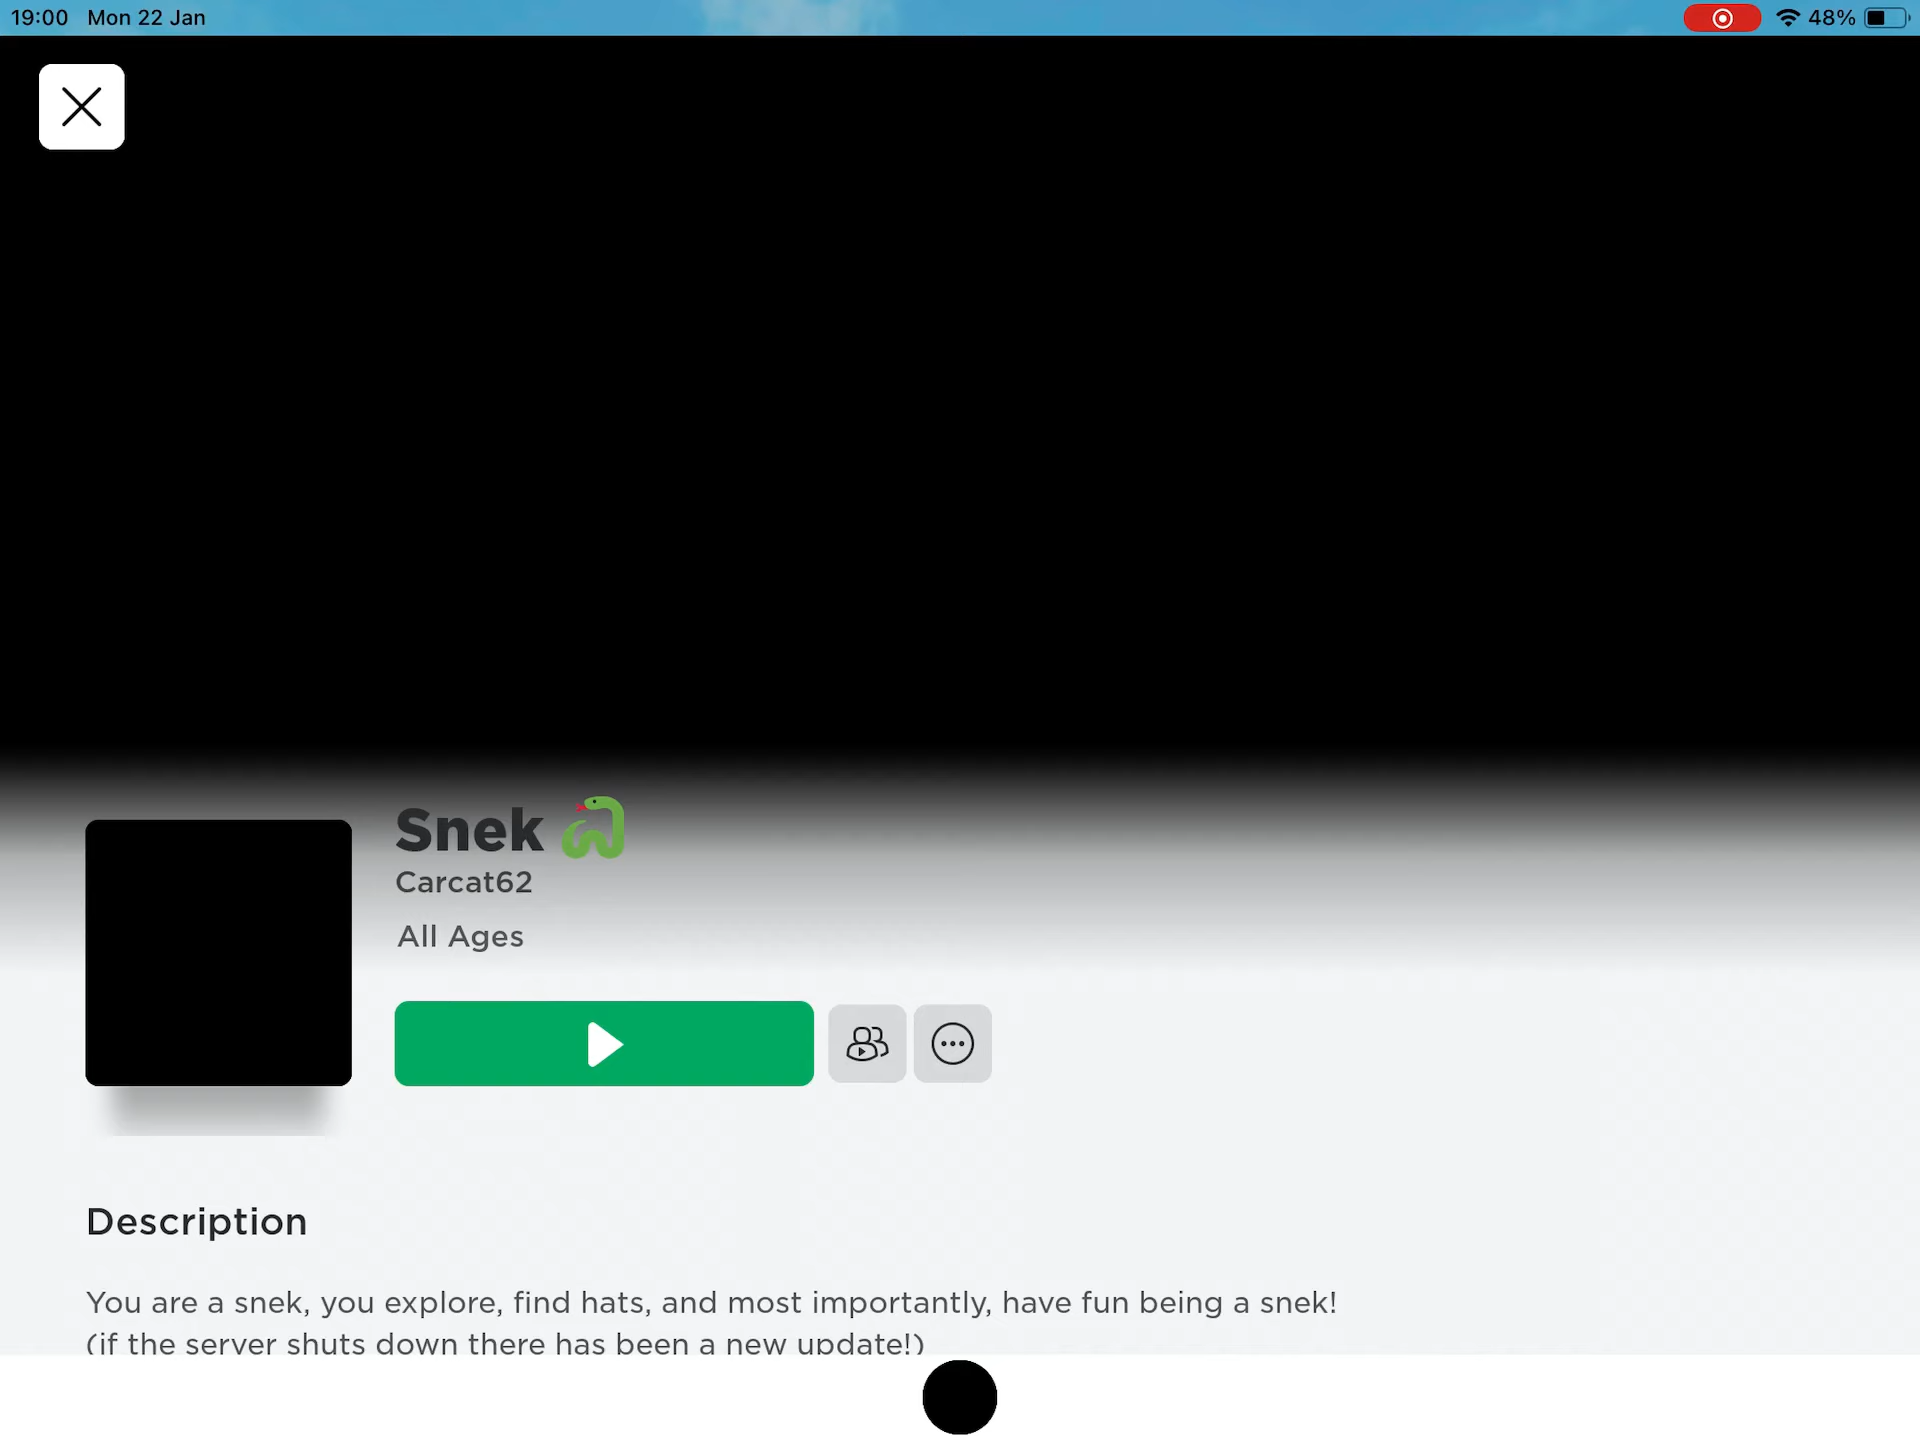 19:00 Mon 22 Jan
48%
Snek
Carcat62
All Ages
Description
You are a snek, you explore, find hats, and most importantly, have fun being a snek!
(if the server shuts down there has been a new update!)